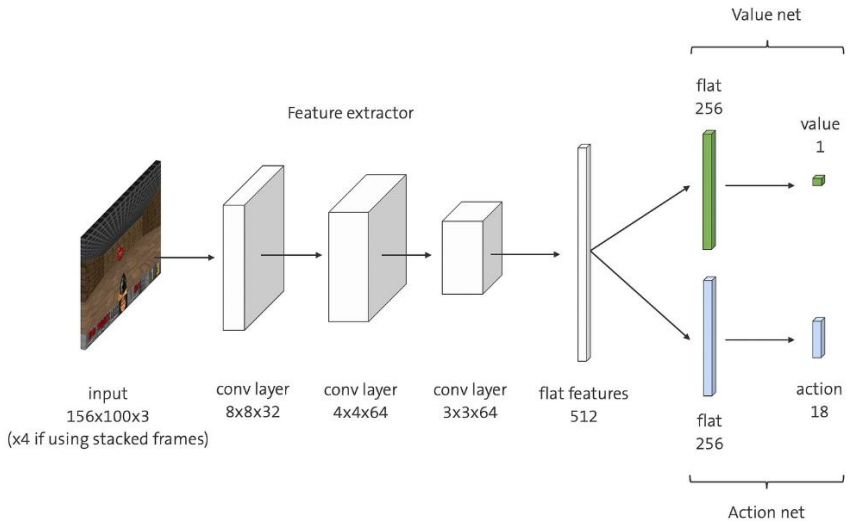 Value net
flat
256
value
1
Feature extractor
input
156x100x3
(x4 if using stacked frames)
conv layer
8x8x32
conv layer
4x4x64
conv layer
3x3x64
flat features
512
flat
256
action
18
Action net